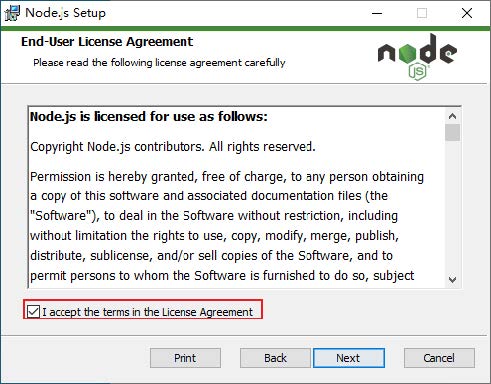 Node.js Setup
End-User License Agreement
Please read the following license agreement carefully
node
JS
Node.js is licensed for use as follows:
Copyright Node.js contributors. All rights reserved.
Permission is hereby granted, free of charge, to any person obtaining
a copy of this software and associated documentation files (the
"Software"), to deal in the Software without restriction, including
without limitation the rights to use, copy, modify, merge, publish,
distribute, sublicense, and/or sell copies of the Software, and to
permit persons to whom the Software is furnished to do so, subject
I accept the terms in the License Agreement
Print
Back
Next
Cancel